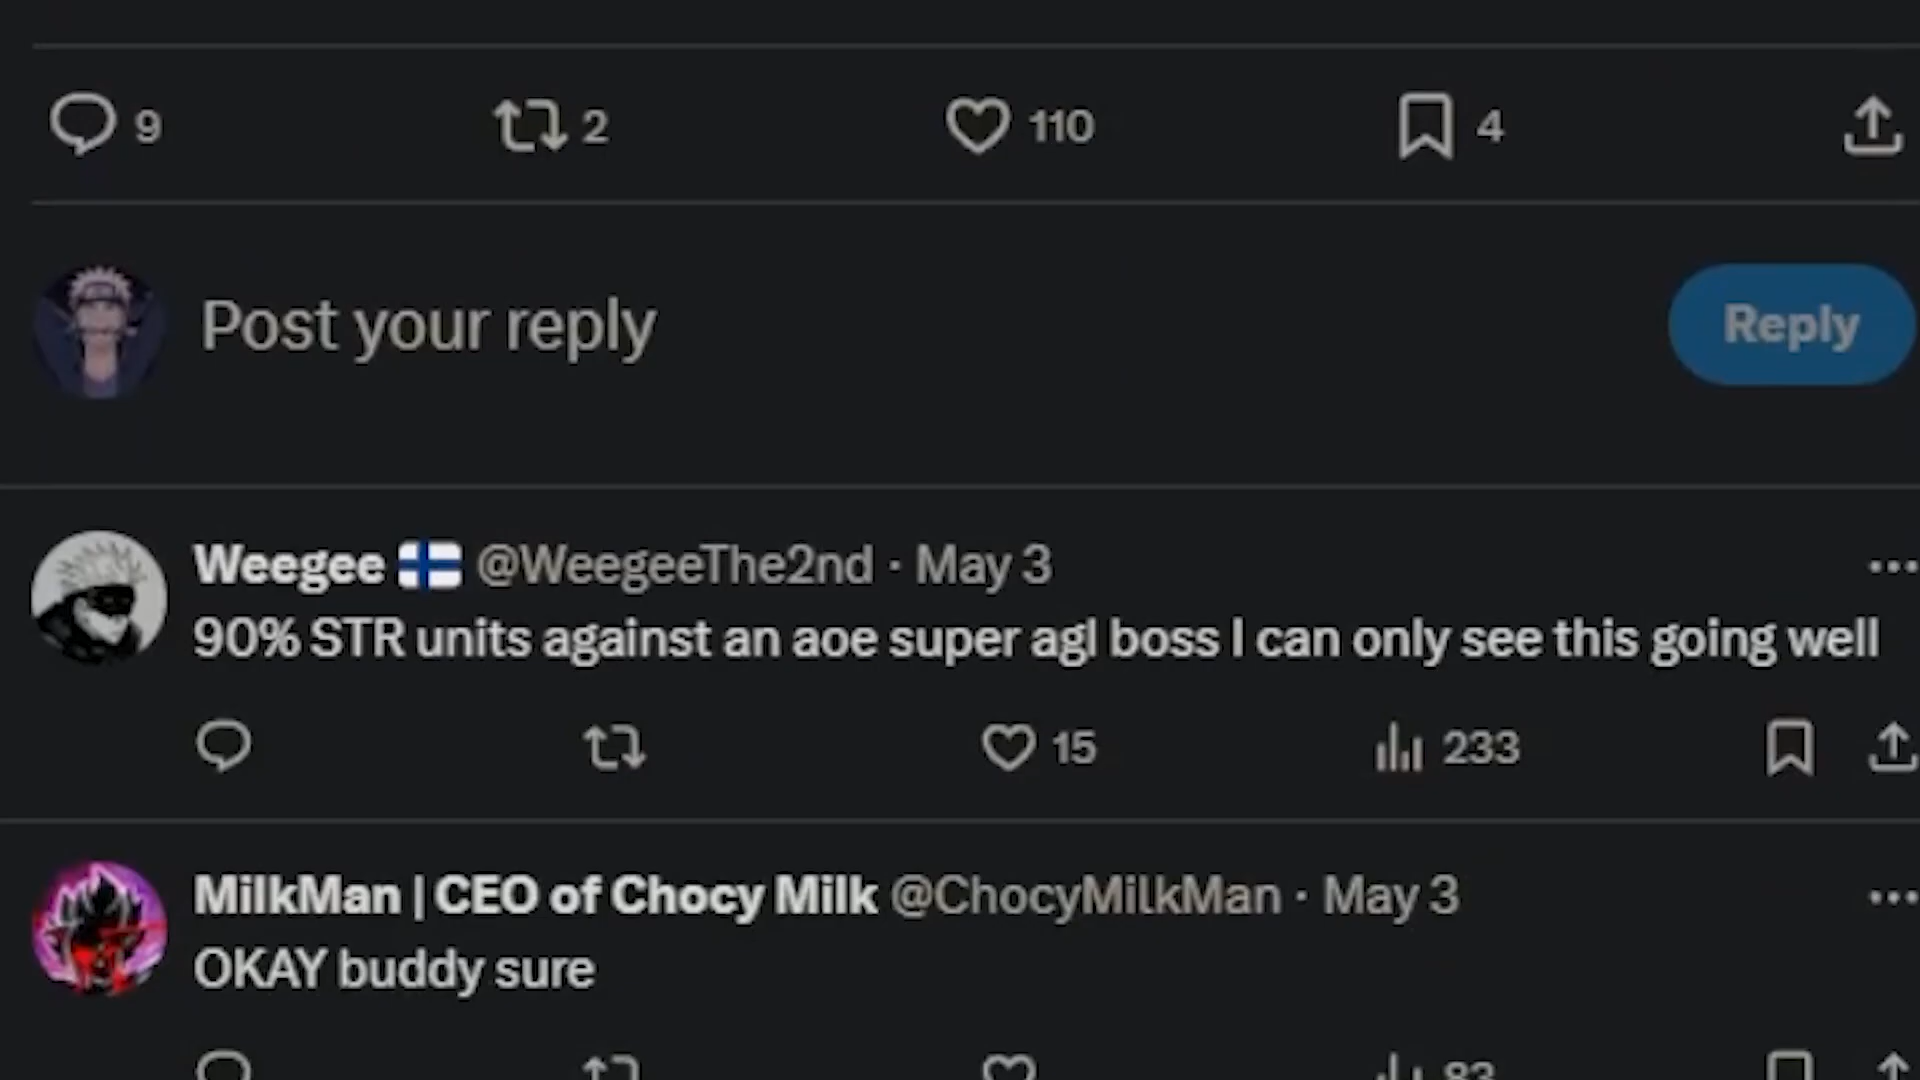 9 2 110 4
Post your reply
Reply
Weegee @WeegeeThe2nd · May 3
90% STR units against an aoe super agl boss I can only see this going well
15 233
MilkMan | CEO of Chocy Milk @ChocyMilkMan · May 3
OKAY buddy sure
83